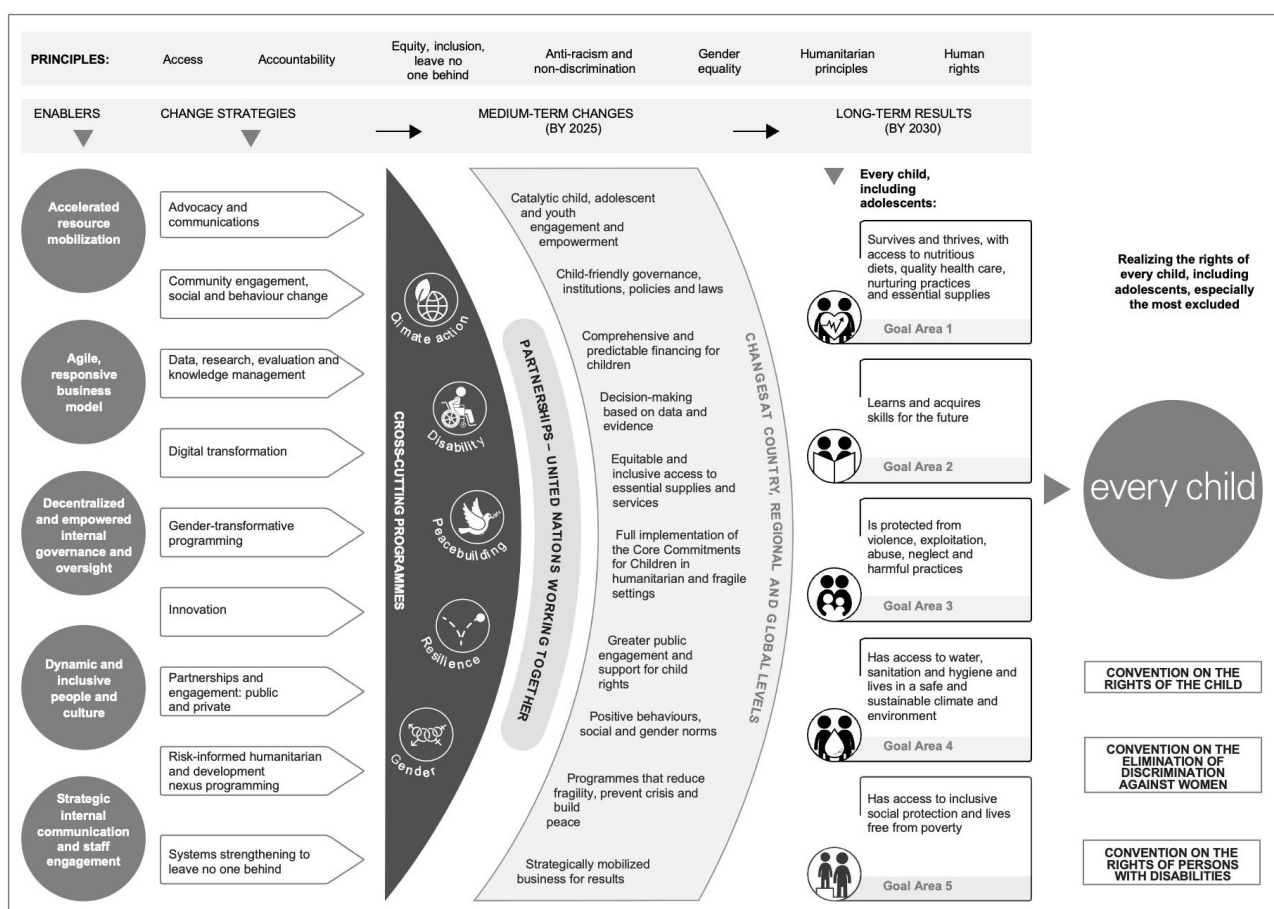 PRINCIPLES:
Access
Accountability
Equity, inclusion,
leave no
one behind
Anti-racism and
non-discrimination
Gender
equality
Humanitarian
principles
Human
rights
ENABLERS
CHANGE STRATEGIES
MEDIUM-TERM CHANGES
(BY 2025)
LONG-TERM RESULTS
(BY 2030)
Accelerated
resource
mobilization
Agile,
responsive
business
model
Decentralized
and empowered
internal
governance and
oversight
Dynamic and
inclusive
people and
culture
Strategic
internal
communication
and staff
engagement
Advocacy and
communications
Community engagement,
social and behaviour change
Data, research, evaluation and
knowledge management
Digital transformation
Gender-transformative
programming
Innovation
Partnerships and
engagement: public
and private
Risk-informed humanitarian
and development
nexus programming
Systems strengthening to
leave no one behind
CROSS-CUTTING PROGRAMMES
Climate action
Disability
Peacebuilding
Resilience
Gender
PARTNERSHIPS – UNITED NATIONS WORKING TOGETHER
Catalytic child, adolescent
and youth
engagement and
empowerment
Child-friendly governance,
institutions, policies and laws
Comprehensive and
predictable financing for
children
Decision-making
based on data and
evidence
Equitable and
inclusive access to
essential supplies and
services
Full implementation of
the Core Commitments
for Children in
humanitarian and fragile
settings
Greater public
engagement and
support for child
rights
Positive behaviours,
social and gender norms
Programmes that reduce
fragility, prevent crisis and
build
peace
Strategically mobilized
business for results
CHANGES AT COUNTRY, REGIONAL AND GLOBAL LEVELS
Every child,
including
adolescents:
Survives and thrives, with
access to nutritious
diets, quality health care,
nurturing practices
and essential supplies
Goal Area 1
Learns and acquires
skills for the future
Goal Area 2
Is protected from
violence, exploitation,
abuse, neglect and
harmful practices
Goal Area 3
Has access to water,
sanitation and hygiene and
lives in a safe and
sustainable climate and
environment
Goal Area 4
Has access to inclusive
social protection and lives
free from poverty
Goal Area 5
Realizing the rights of
every child, including
adolescents, especially
the most excluded
every child
CONVENTION ON THE
RIGHTS OF THE CHILD
CONVENTION ON THE
ELIMINATION OF
DISCRIMINATION
AGAINST WOMEN
CONVENTION ON THE
RIGHTS OF PERSONS
WITH DISABILITIES